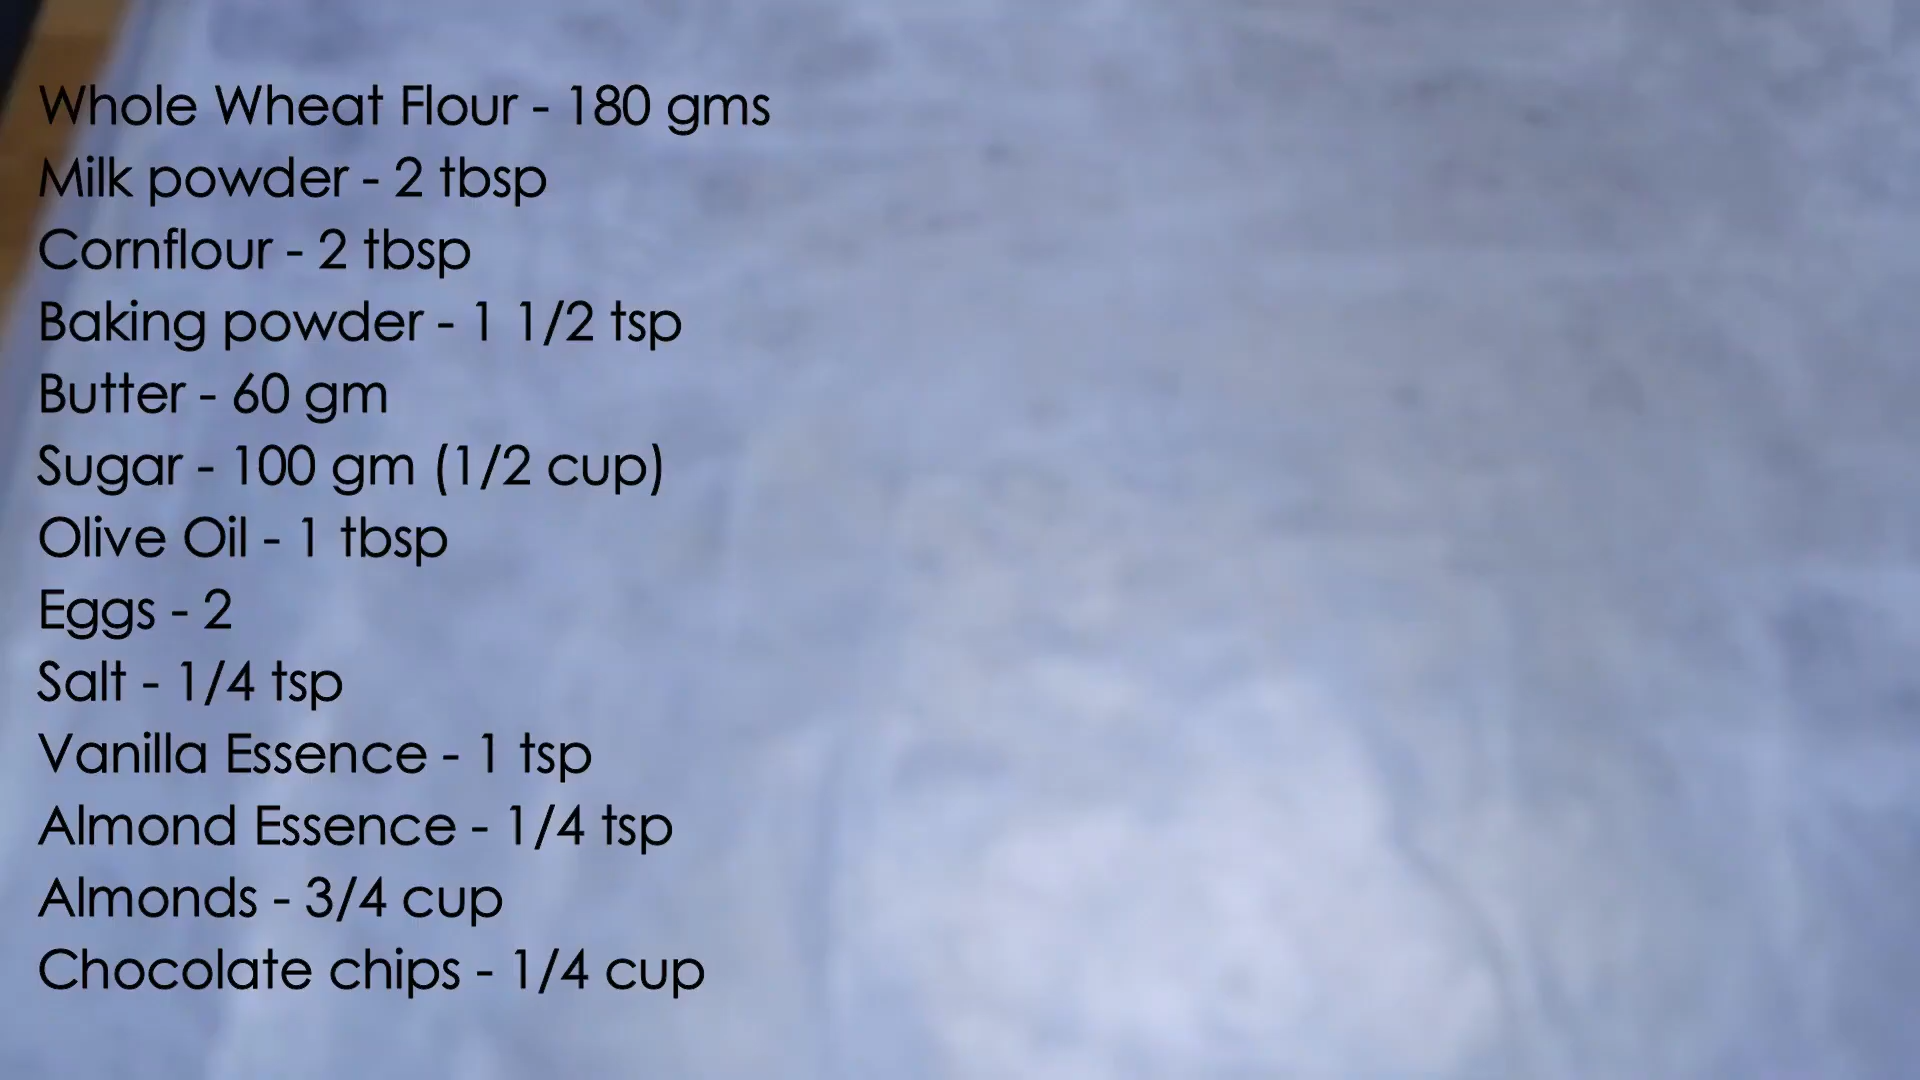 Whole Wheat Flour - 180 gms
Milk powder - 2 tbsp
Cornflour - 2 tbsp
Baking powder - 1 1/2 tsp
Butter - 60 gm
Sugar - 100 gm (1/2 cup)
Olive Oil - 1 tbsp
Eggs - 2
Salt - 1/4 tsp
Vanilla Essence - 1 tsp
Almond Essence - 1/4 tsp
Almonds - 3/4 cup
Chocolate chips - 1/4 cup